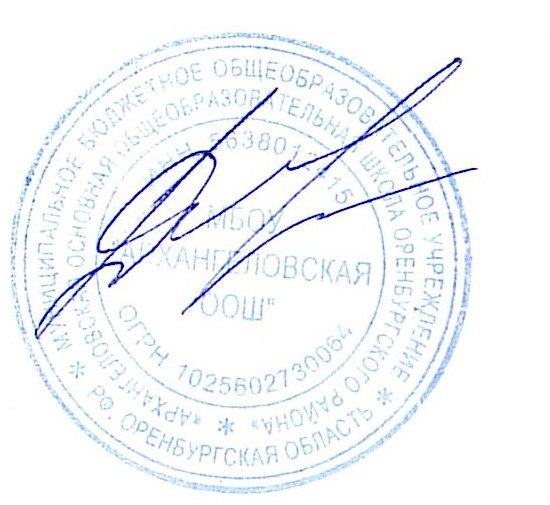 МУНИЦИПАЛЬНОЕ БЮДЖЕТНОЕ ОБЩЕОБРАЗОВАТЕЛЬНОЕ УЧРЕЖДЕНИЕ
* РФ. ОРЕНБУРГСКАЯ ОБЛАСТЬ *
«АРХАНГЕЛОВСКАЯ ОСНОВНАЯ ОБЩЕОБРАЗОВАТЕЛЬНАЯ ШКОЛА ОРЕНБУРГСКОГО РАЙОНА» *
ОГРН 1025602730064
МБОУ
"АРХАНГЕЛОВСКАЯ
ООШ"